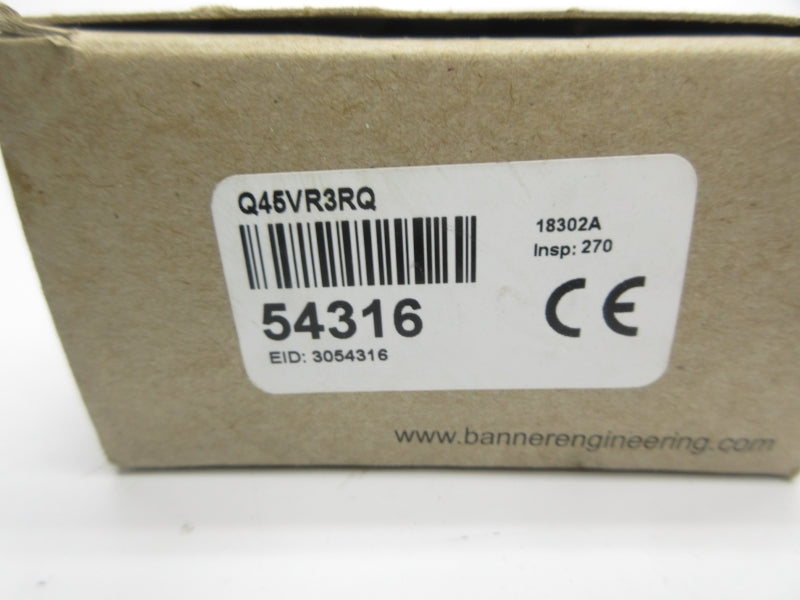 Q45VR3RQ
18302A
Insp: 270
54316
EID: 3054316
CE
www.bannerengineering.com